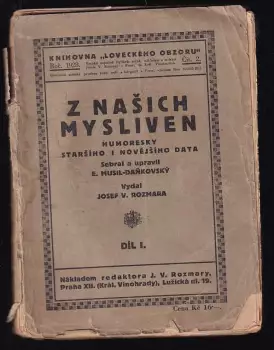 KNIHOVNA „LOVECKÉHO OBZORU"
Z NAŠICH
MYSLIVEN
HUMORESKY
STARŠÍHO I NOVĚJŠÍHO DATA
Sebral a upravil
E. MUSIL-DAŇKOVSKÝ
Vydal
JOSEF V. ROZMARA
DÍL I.
Nákladem redaktora J. V. Rozmary,
Praha XII. (Král. Vinohrady), Lužická ul. 19.
Cena Kč 16